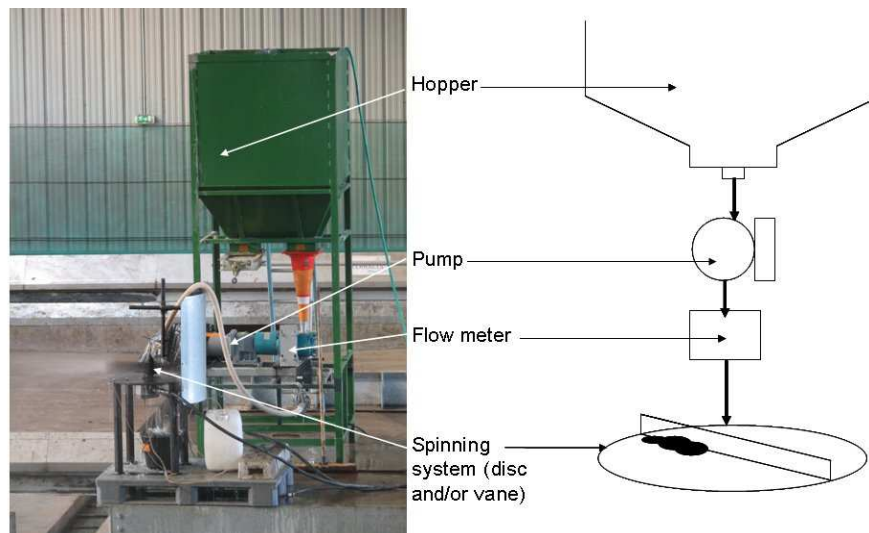 Hopper
Pump
Flow meter
Spinning
system (disc
and/or vane)